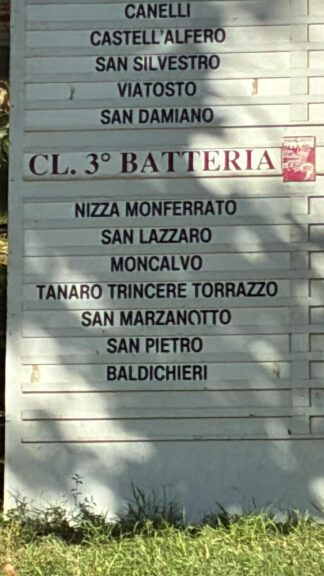 CANELLI
CASTELL'ALFERO
SAN SILVESTRO
VIATOSTO
SAN DAMIANO
CL. 3° BATTERIA
NIZZA MONFERRATO
SAN LAZZARO
MONCALVO
TANARO TRINCERE TORRAZZO
SAN MARZANOTTO
SAN PIETRO
BALDICHIERI